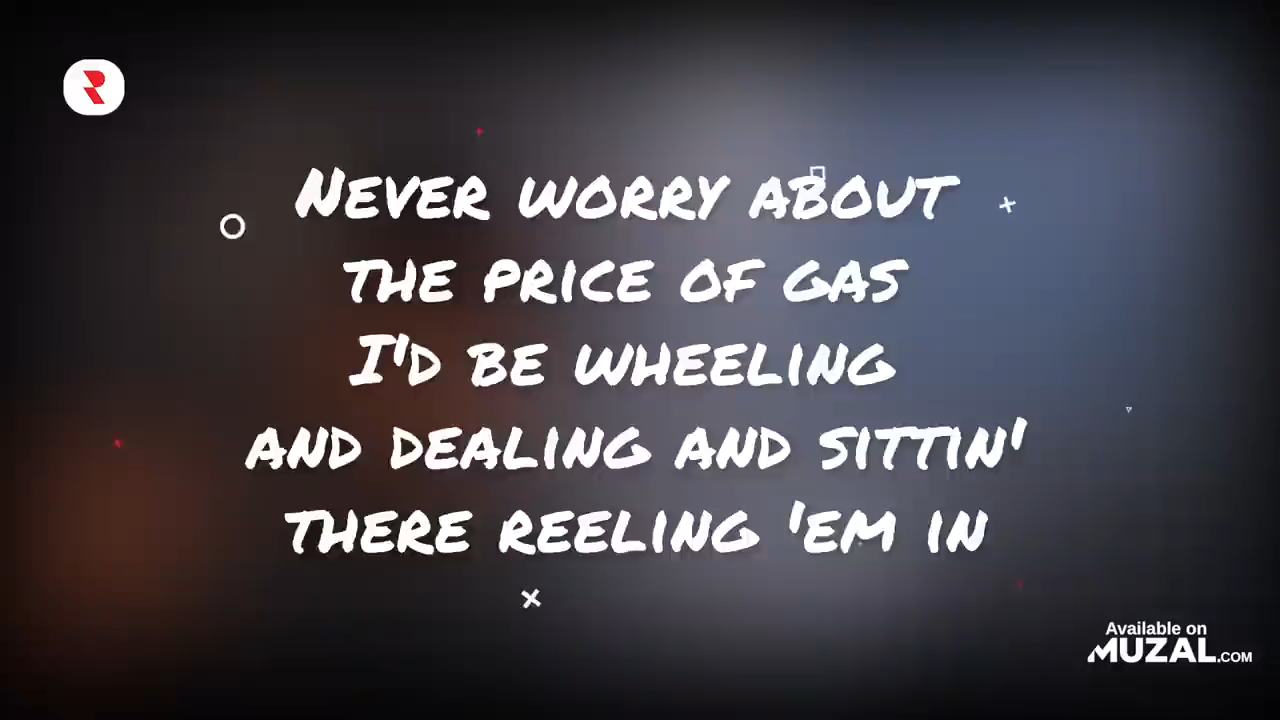 Never worry about
the price of gas
I'd be wheeling
and dealing and sittin'
there reeling 'em in
Available on
MUZAL.COM